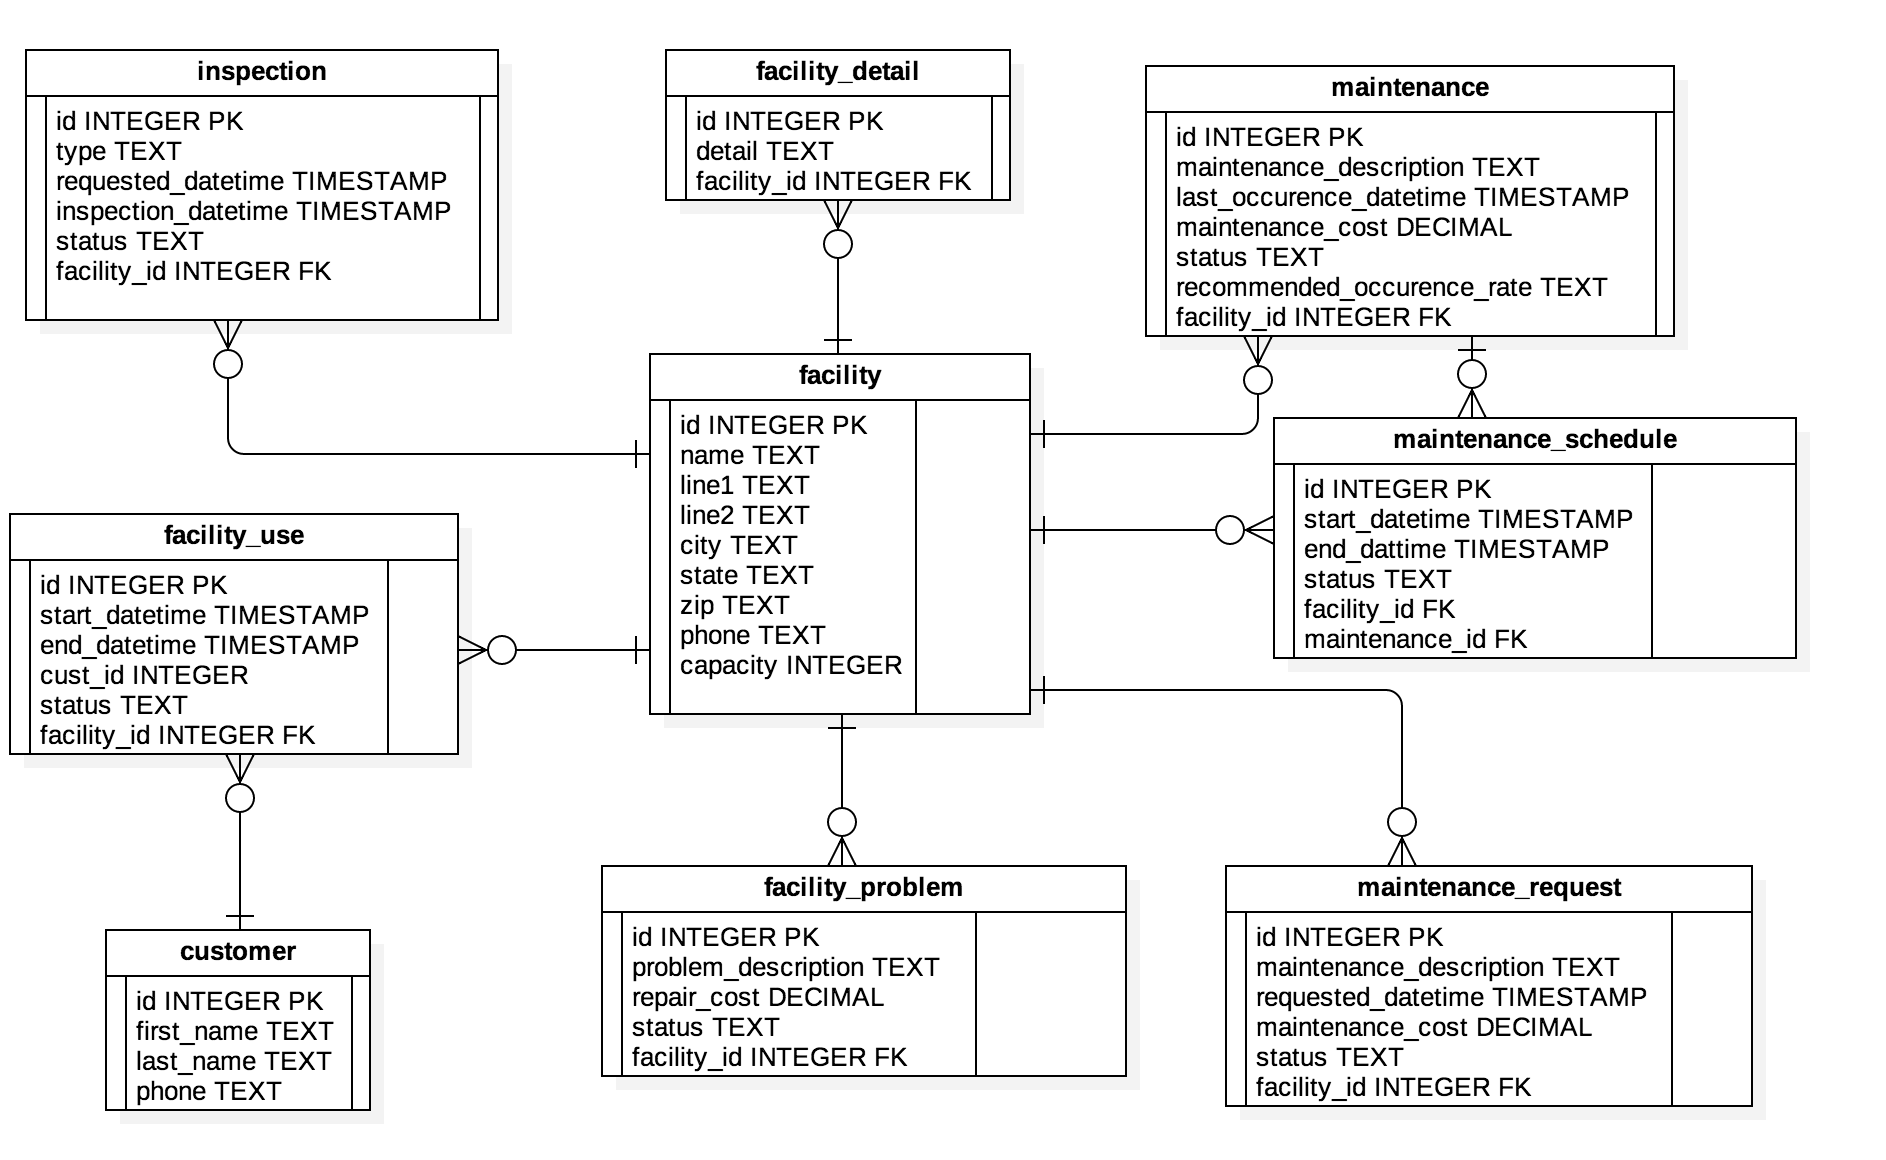 inspection
id INTEGER PK
type TEXT
requested_datetime TIMESTAMP
inspection_datetime TIMESTAMP
status TEXT
facility_id INTEGER FK
facility_detail
id INTEGER PK
detail TEXT
facility_id INTEGER FK
maintenance
id INTEGER PK
maintenance_description TEXT
last_occurence_datetime TIMESTAMP
maintenance_cost DECIMAL
status TEXT
recommended_occurence_rate TEXT
facility_id INTEGER FK
facility
id INTEGER PK
name TEXT
line1 TEXT
line2 TEXT
city TEXT
state TEXT
zip TEXT
phone TEXT
capacity INTEGER
maintenance_schedule
id INTEGER PK
start_datetime TIMESTAMP
end_dattime TIMESTAMP
status TEXT
facility_id FK
maintenance_id FK
facility_use
id INTEGER PK
start_datetime TIMESTAMP
end_datetime TIMESTAMP
cust_id INTEGER
status TEXT
facility_id INTEGER FK
customer
id INTEGER PK
first_name TEXT
last_name TEXT
phone TEXT
facility_problem
id INTEGER PK
problem_description TEXT
repair_cost DECIMAL
status TEXT
facility_id INTEGER FK
maintenance_request
id INTEGER PK
maintenance_description TEXT
requested_datetime TIMESTAMP
maintenance_cost DECIMAL
status TEXT
facility_id INTEGER FK